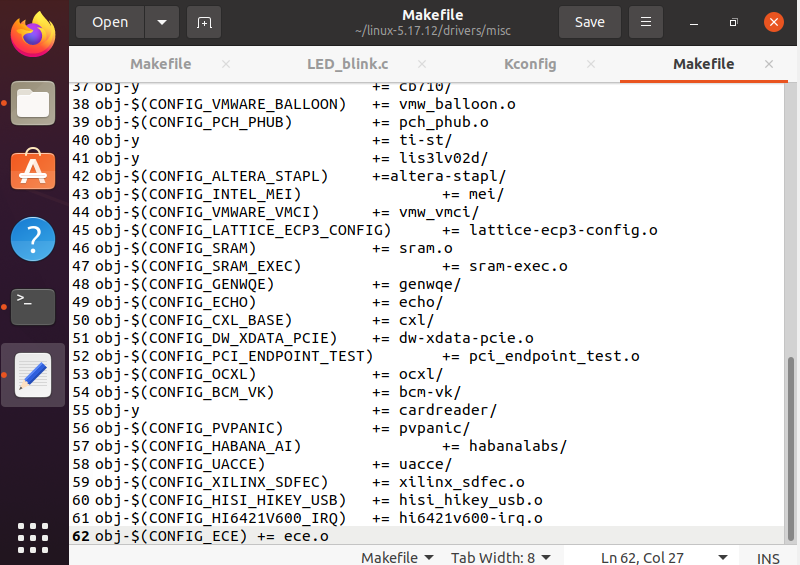 Open
Makefile
~/linux-5.17.12/drivers/misc
Save
Makefile
LED_blink.c
Kconfig
Makefile
37 obj-y += cb710/
38 obj-$(CONFIG_VMWARE_BALLOON) += vmw_balloon.o
39 obj-$(CONFIG_PCH_PHUB) += pch_phub.o
40 obj-y += ti-st/
41 obj-y += lis3lv02d/
42 obj-$(CONFIG_ALTERA_STAPL) +=altera-stapl/
43 obj-$(CONFIG_INTEL_MEI) += mei/
44 obj-$(CONFIG_VMWARE_VMCI) += vmw_vmci/
45 obj-$(CONFIG_LATTICE_ECP3_CONFIG) += lattice-ecp3-config.o
46 obj-$(CONFIG_SRAM) += sram.o
47 obj-$(CONFIG_SRAM_EXEC) += sram-exec.o
48 obj-$(CONFIG_GENWQE) += genwqe/
49 obj-$(CONFIG_ECHO) += echo/
50 obj-$(CONFIG_CXL_BASE) += cxl/
51 obj-$(CONFIG_DW_XDATA_PCIE) += dw-xdata-pcie.o
52 obj-$(CONFIG_PCI_ENDPOINT_TEST) += pci_endpoint_test.o
53 obj-$(CONFIG_OCXL) += ocxl/
54 obj-$(CONFIG_BCM_VK) += bcm-vk/
55 obj-y += cardreader/
56 obj-$(CONFIG_PVPANIC) += pvpanic/
57 obj-$(CONFIG_HABANA_AI) += habanalabs/
58 obj-$(CONFIG_UACCE) += uacce/
59 obj-$(CONFIG_XILINX_SDFEC) += xilinx_sdfec.o
60 obj-$(CONFIG_HISI_HIKEY_USB) += hisi_hikey_usb.o
61 obj-$(CONFIG_HI6421V600_IRQ) += hi6421v600-irq.o
62 obj-$(CONFIG_ECE) += ece.o
Makefile Tab Width: 8 Ln 62, Col 27 INS